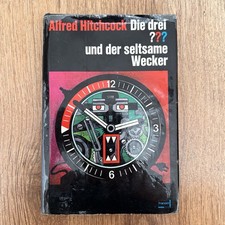 Alfred Hitchcock Die drei
???
und der seltsame
Wecker